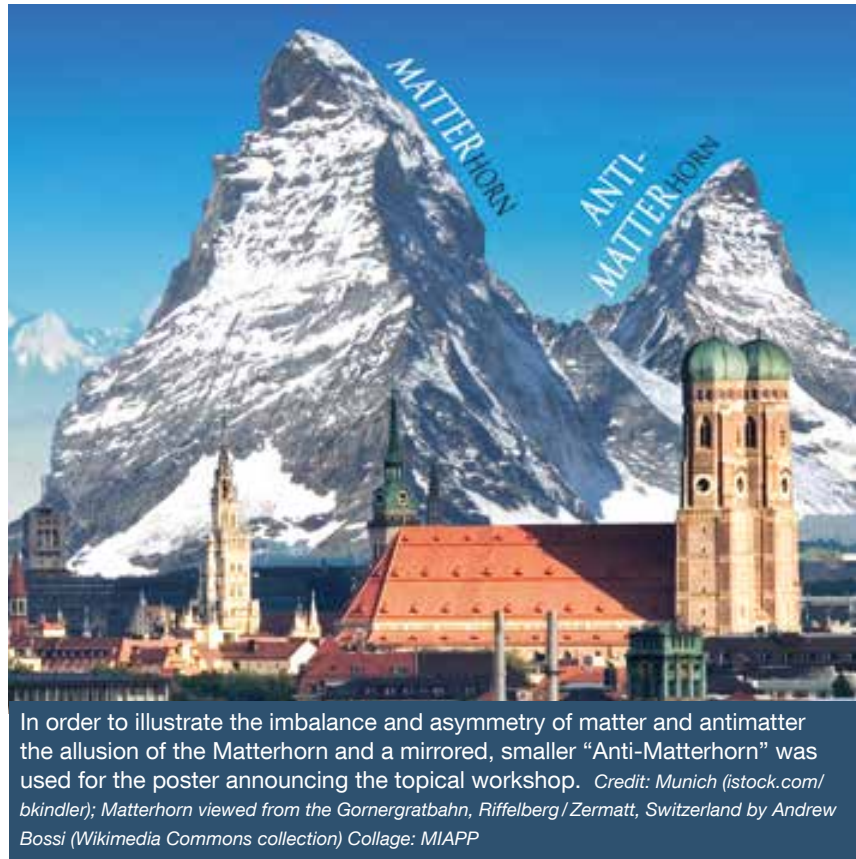 MATTERHORN
ANTI-
MATTERHORN
In order to illustrate the imbalance and asymmetry of matter and antimatter
the allusion of the Matterhorn and a mirrored, smaller “Anti-Matterhorn” was
used for the poster announcing the topical workshop. Credit: Munich (istock.com/
bkindler); Matterhorn viewed from the Gornergratbahn, Riffelberg / Zermatt, Switzerland by Andrew
Bossi (Wikimedia Commons collection) Collage: MIAPP